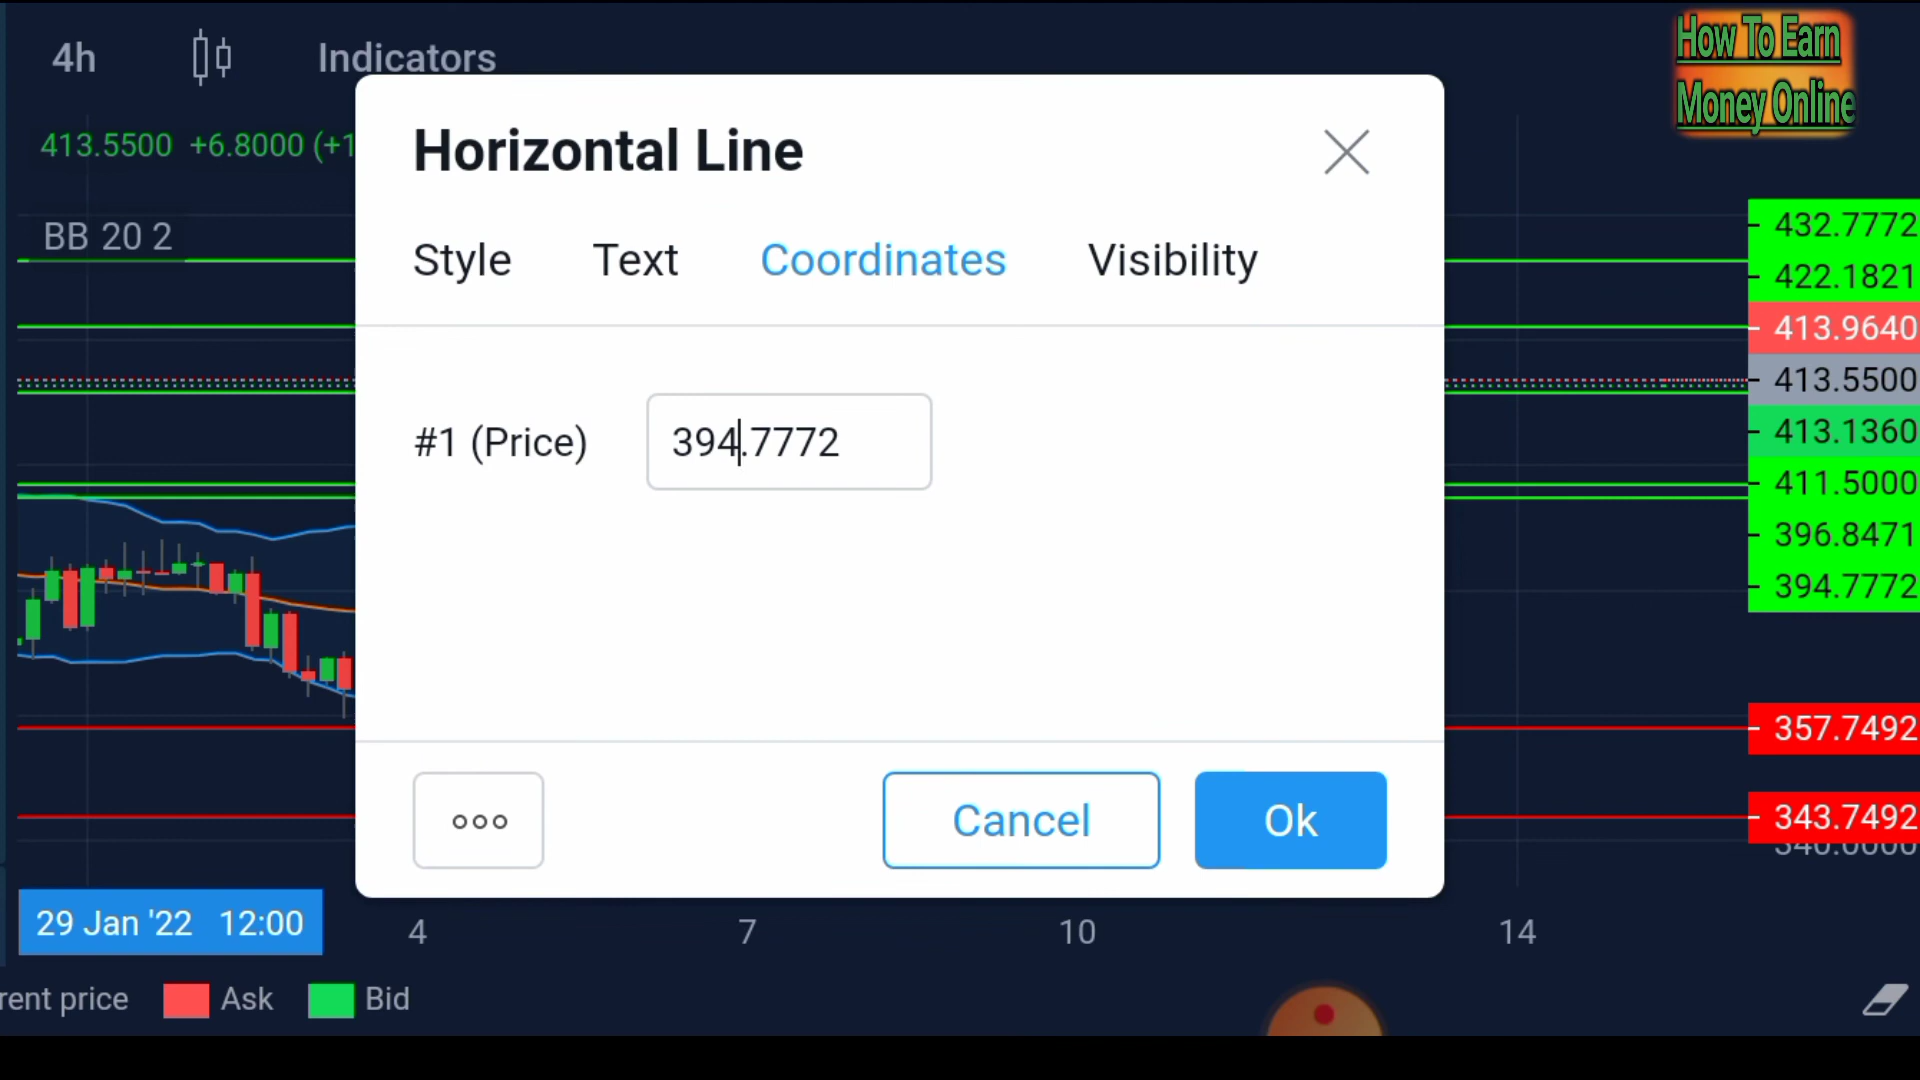 4h Indicators
How To Earn
Money Online
413.5500 +6.8000 (+1
BB 20 2
Horizontal Line
Style Text Coordinates Visibility
#1 (Price) 394.7772
Cancel Ok
432.7772
422.1821
413.9640
413.5500
413.1360
411.5000
396.8471
394.7772
357.7492
343.7492
340.0000
29 Jan '22 12:00 4 7 10 14
rent price Ask Bid